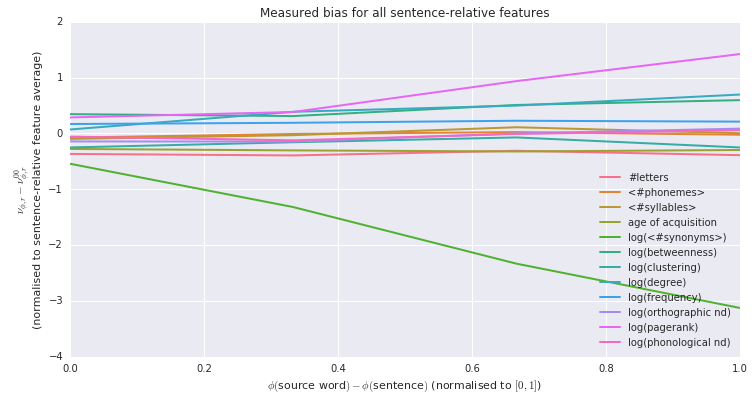 Measured bias for all sentence-relative features
2
1
0
−1
−2
−3
−4
ν_{ϕ,r} − ν^{00}_{ϕ,r}
(normalised to sentence-relative feature average)
#letters
<#phonemes>
<#syllables>
age of acquisition
log(<#synonyms>)
log(betweenness)
log(clustering)
log(degree)
log(frequency)
log(orthographic nd)
log(pagerank)
log(phonological nd)
0.0 0.2 0.4 0.6 0.8 1.0
ϕ(source word) − ϕ(sentence) (normalised to [0, 1])